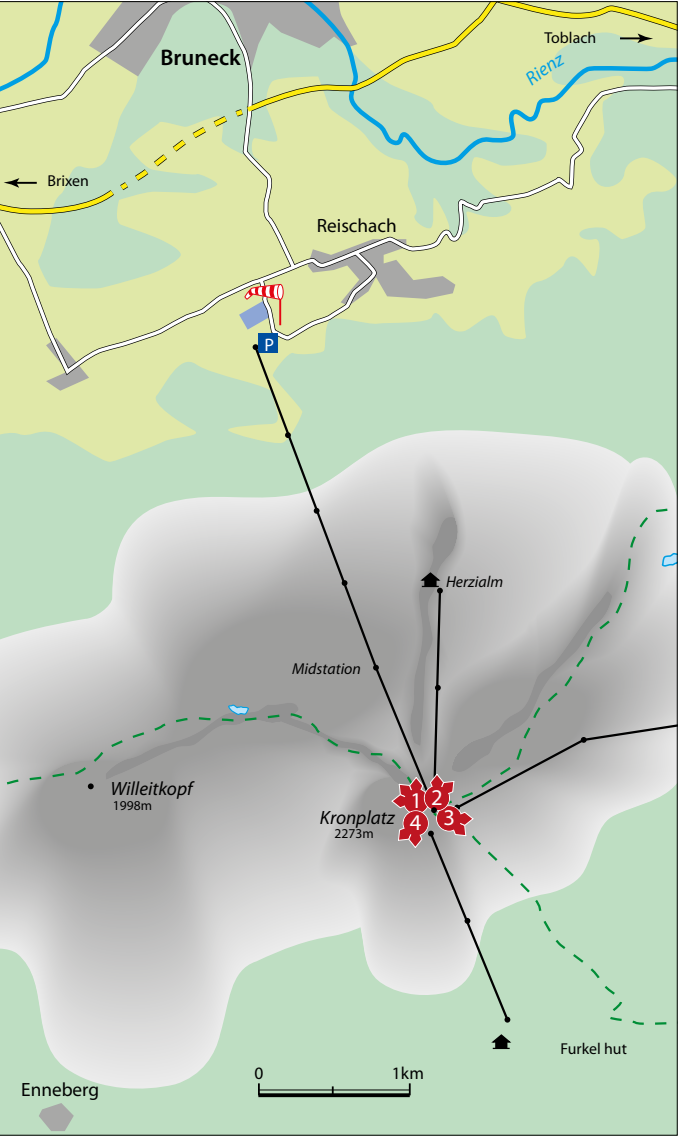 Toblach
Bruneck
Rienz
Brixen
Reischach
P
Herzialm
Midstation
Willeitkopf
1998m
1
2
Kronplatz
2273m
4
3
Furkel hut
0
1km
Enneberg